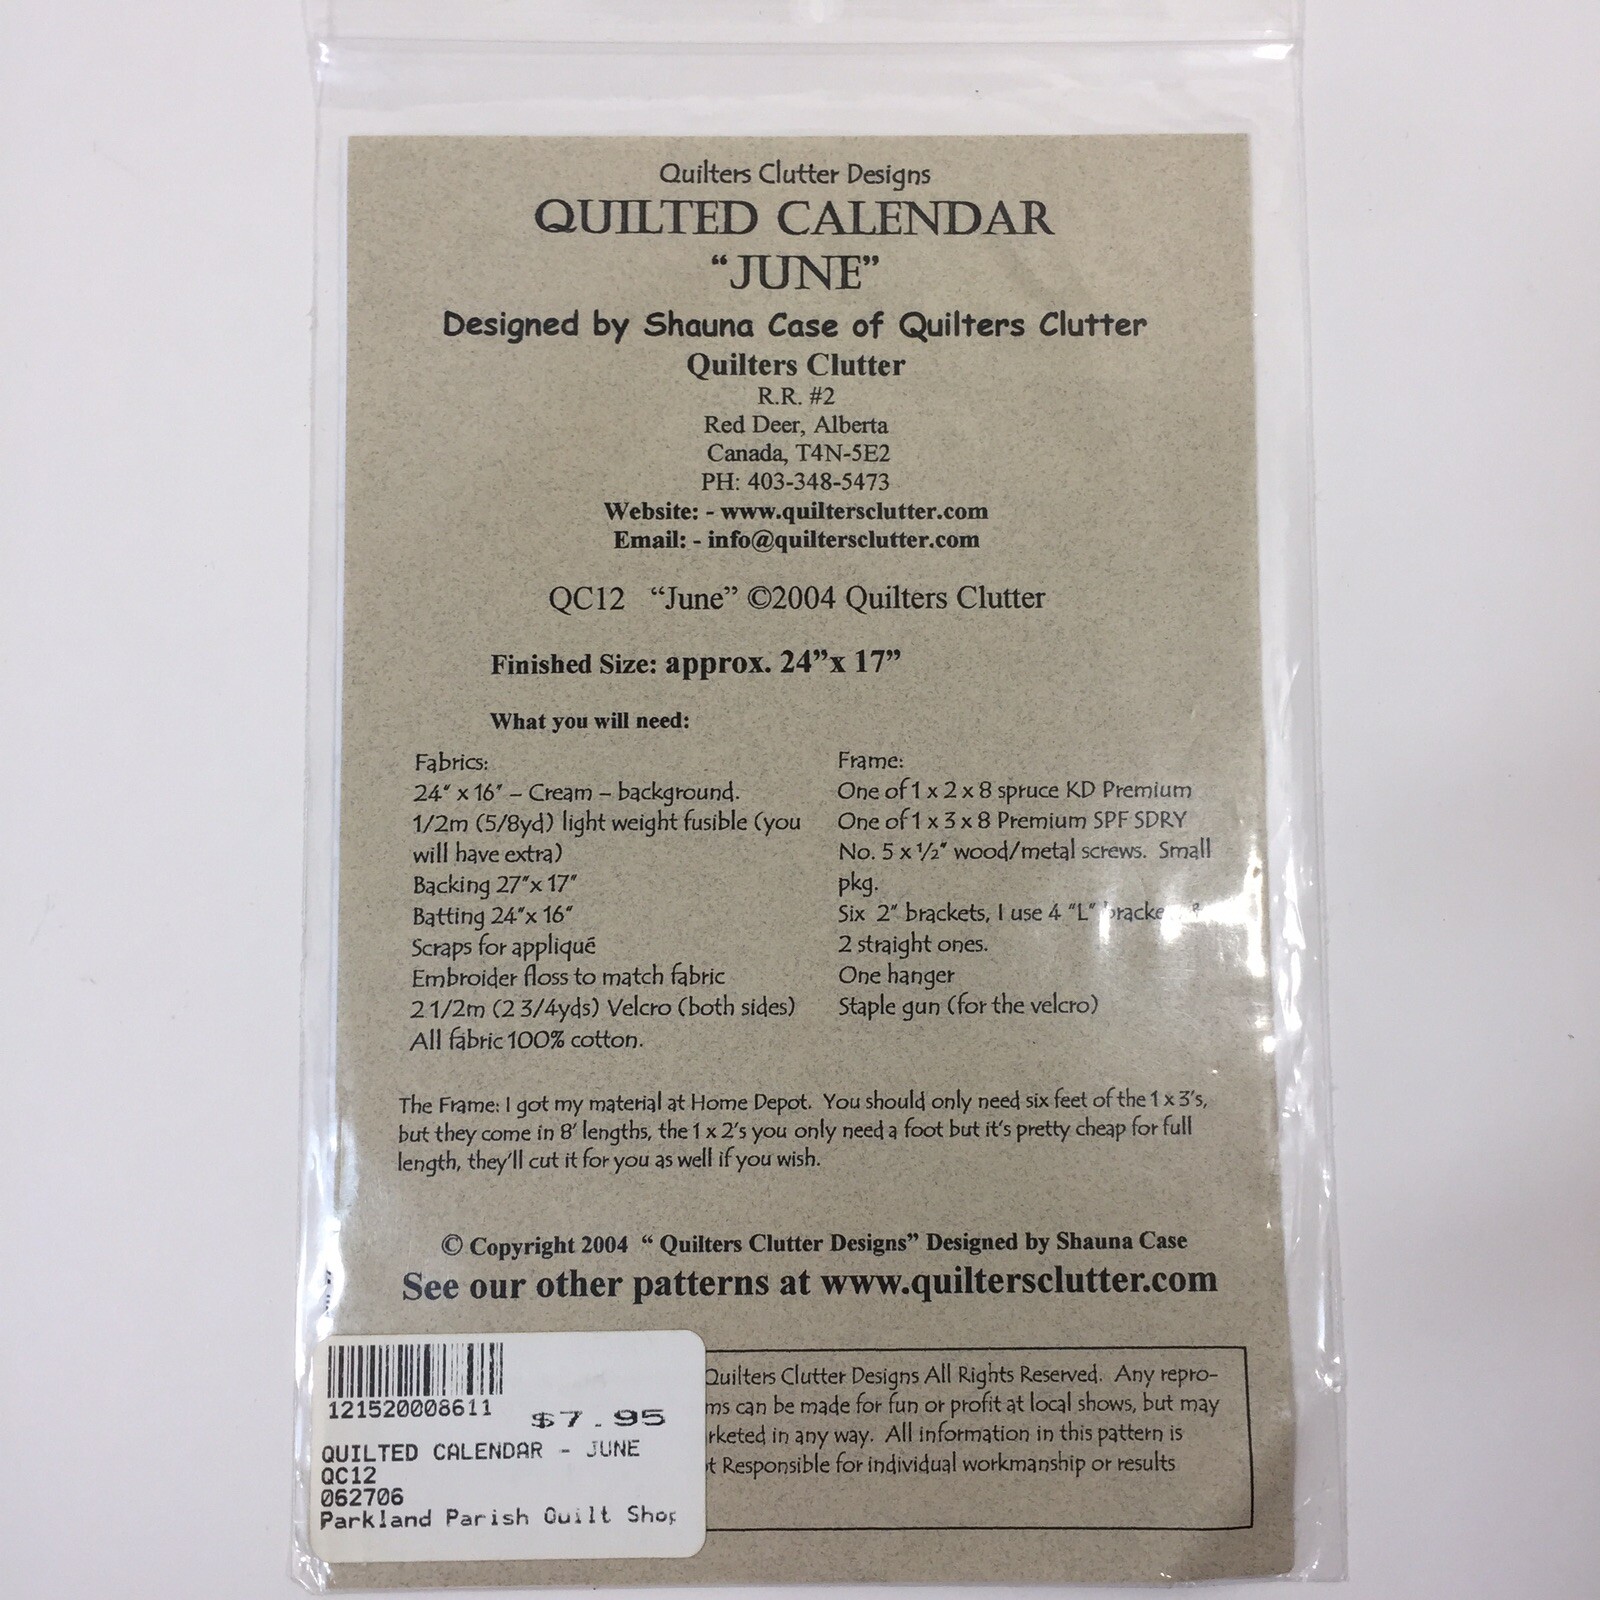 Quilters Clutter Designs
QUILTED CALENDAR
“JUNE”
Designed by Shauna Case of Quilters Clutter
Quilters Clutter
R.R. #2
Red Deer, Alberta
Canada, T4N-5E2
PH: 403-348-5473
Website: - www.quiltersclutter.com
Email: - info@quiltersclutter.com
QC12 “June” ©2004 Quilters Clutter
Finished Size: approx. 24”x 17”
What you will need:
Fabrics:
24" x 16" – Cream – background.
1/2m (5/8yd) light weight fusible (you
will have extra)
Backing 27"x 17"
Batting 24"x 16"
Scraps for appliqué
Embroider floss to match fabric
2 1/2m (2 3/4yds) Velcro (both sides)
All fabric 100% cotton.
Frame:
One of 1 x 2 x 8 spruce KD Premium
One of 1 x 3 x 8 Premium SPF SDRY
No. 5 x ½" wood/metal screws. Small
pkg.
Six 2" brackets, I use 4 "L"
2 straight ones.
One hanger
Staple gun (for the velcro)
The Frame: I got my material at Home Depot. You should only need six feet of the 1 x 3's,
but they come in 8' lengths, the 1 x 2's you only need a foot but it's pretty cheap for full
length, they'll cut it for you as well if you wish.
© Copyright 2004 “ Quilters Clutter Designs” Designed by Shauna Case
See our other patterns at www.quiltersclutter.com
Quilters Clutter Designs All Rights Reserved. Any repro-
can be made for fun or profit at local shows, but may
in any way. All information in this pattern is
Responsible for individual workmanship or results
121520008611 $7.95
QUILTED CALENDAR - JUNE
QC12
062706
Parkland Parish Quilt Shop